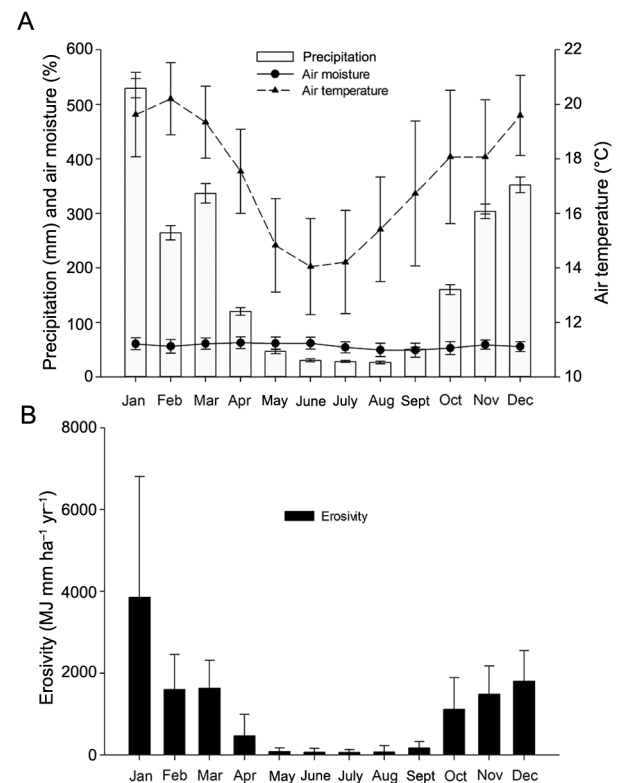 A
Precipitation (mm) and air moisture (%)
600
500
400
300
200
100
0
Precipitation
Air moisture
Air temperature
22
20
18
16
14
12
10
Air temperature (°C)
Jan Feb Mar Apr May June July Aug Sept Oct Nov Dec
B
Erosivity (MJ mm ha⁻¹ yr⁻¹)
8000
6000
4000
2000
0
Erosivity
Jan Feb Mar Apr May June July Aug Sept Oct Nov Dec